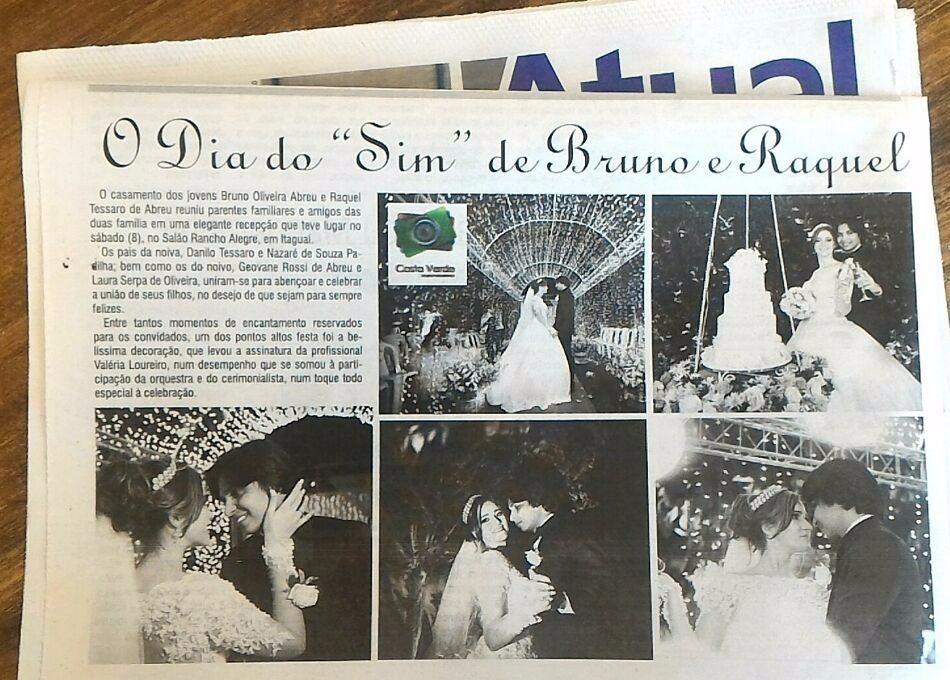 Atual
O Dia do “Sim” de Bruno e Raquel
O casamento dos jovens Bruno Oliveira Abreu e Raquel
Tessaro de Abreu reuniu parentes familiares e amigos das
duas família em uma elegante recepção que teve lugar no
sábado (8), no Salão Rancho Alegre, em Itaguaí.
Os pais da noiva, Danilo Tessaro e Nazaré de Souza Pa-
dilha; bem como os do noivo, Geovane Rossi de Abreu e
Laura Serpa de Oliveira, uniram-se para abençoar e celebrar
a união de seus filhos, no desejo de que sejam para sempre
felizes.
Entre tantos momentos de encantamento reservados
para os convidados, um dos pontos altos festa foi a be-
líssima decoração, que levou a assinatura da profissional
Valéria Loureiro, num desempenho que se somou à parti-
cipação da orquestra e do cerimonialista, num toque todo
especial à celebração.
Costa Verde